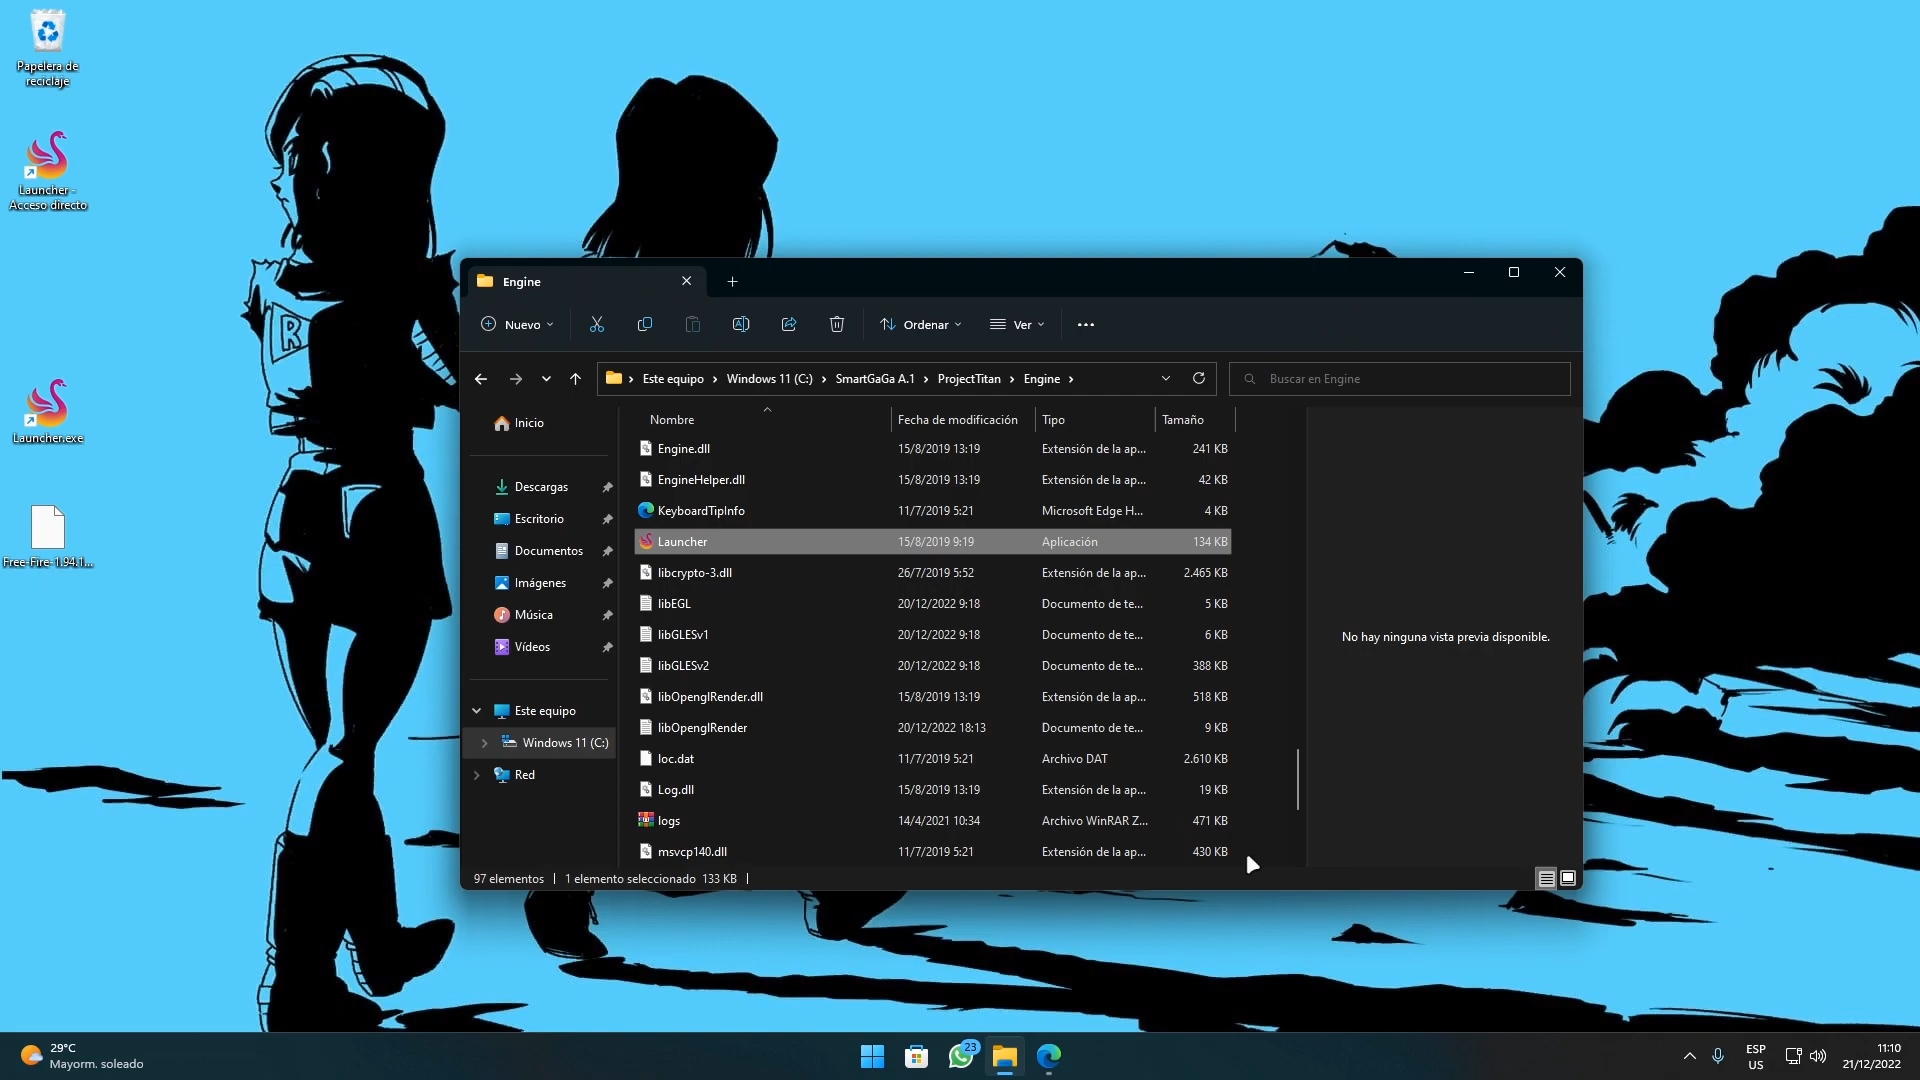 Papelera de
reciclaje
Launcher -
Acceso directo
Launcher.exe
Free-Fire-1.94.1...
R
Engine
Nuevo
Ordenar
Ver
Este equipo
Windows 11 (C:)
SmartGaGa A.1
ProjectTitan
Engine
Buscar en Engine
Inicio
Descargas
Escritorio
Documentos
Imágenes
Música
Vídeos
Este equipo
Windows 11 (C:)
Red
Nombre Fecha de modificación Tipo Tamaño
Engine.dll 15/8/2019 13:19 Extensión de la ap... 241 KB
EngineHelper.dll 15/8/2019 13:19 Extensión de la ap... 42 KB
KeyboardTipInfo 11/7/2019 5:21 Microsoft Edge H... 4 KB
Launcher 15/8/2019 9:19 Aplicación 134 KB
libcrypto-3.dll 26/7/2019 5:52 Extensión de la ap... 2.465 KB
libEGL 20/12/2022 9:18 Documento de te... 5 KB
libGLESv1 20/12/2022 9:18 Documento de te... 6 KB
libGLESv2 20/12/2022 9:18 Documento de te... 388 KB
libOpenglRender.dll 15/8/2019 13:19 Extensión de la ap... 518 KB
libOpenglRender 20/12/2022 18:13 Documento de te... 9 KB
loc.dat 11/7/2019 5:21 Archivo DAT 2.610 KB
Log.dll 15/8/2019 13:19 Extensión de la ap... 19 KB
logs 14/4/2021 10:34 Archivo WinRAR Z... 471 KB
msvcp140.dll 11/7/2019 5:21 Extensión de la ap... 430 KB
No hay ninguna vista previa disponible.
97 elementos
1 elemento seleccionado 133 KB
29°C
Mayorm. soleado
23
ESP
US
11:10
21/12/2022